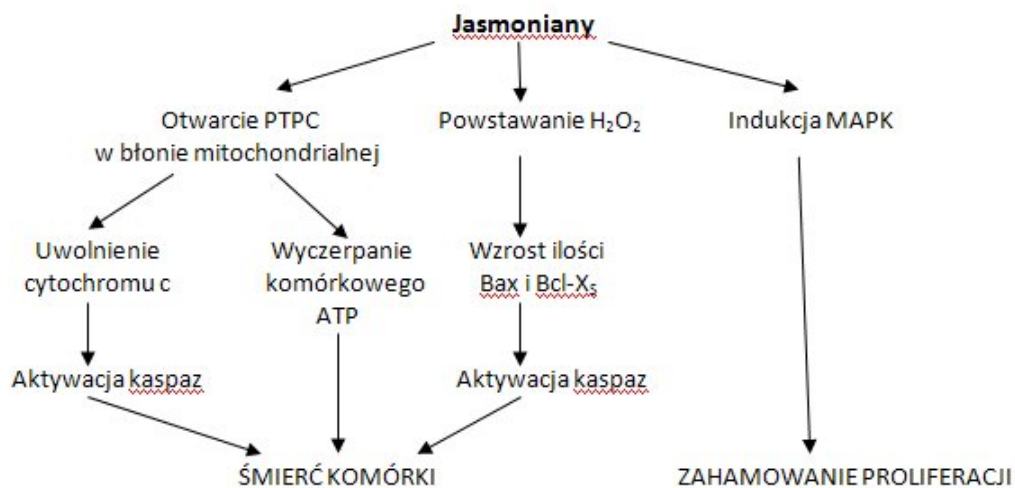 Jasmoniany
Otwarcie PTPC
w błonie mitochondrialnej
Powstawanie H₂O₂
Indukcja MAPK
Uwolnienie
cytochromu c
Wyczerpanie
komórkowego
ATP
Wzrost ilości
Bax i Bcl-Xₛ
Aktywacja kaspaz
Aktywacja kaspaz
ŚMIERĆ KOMÓRKI
ZAHAMOWANIE PROLIFERACJI